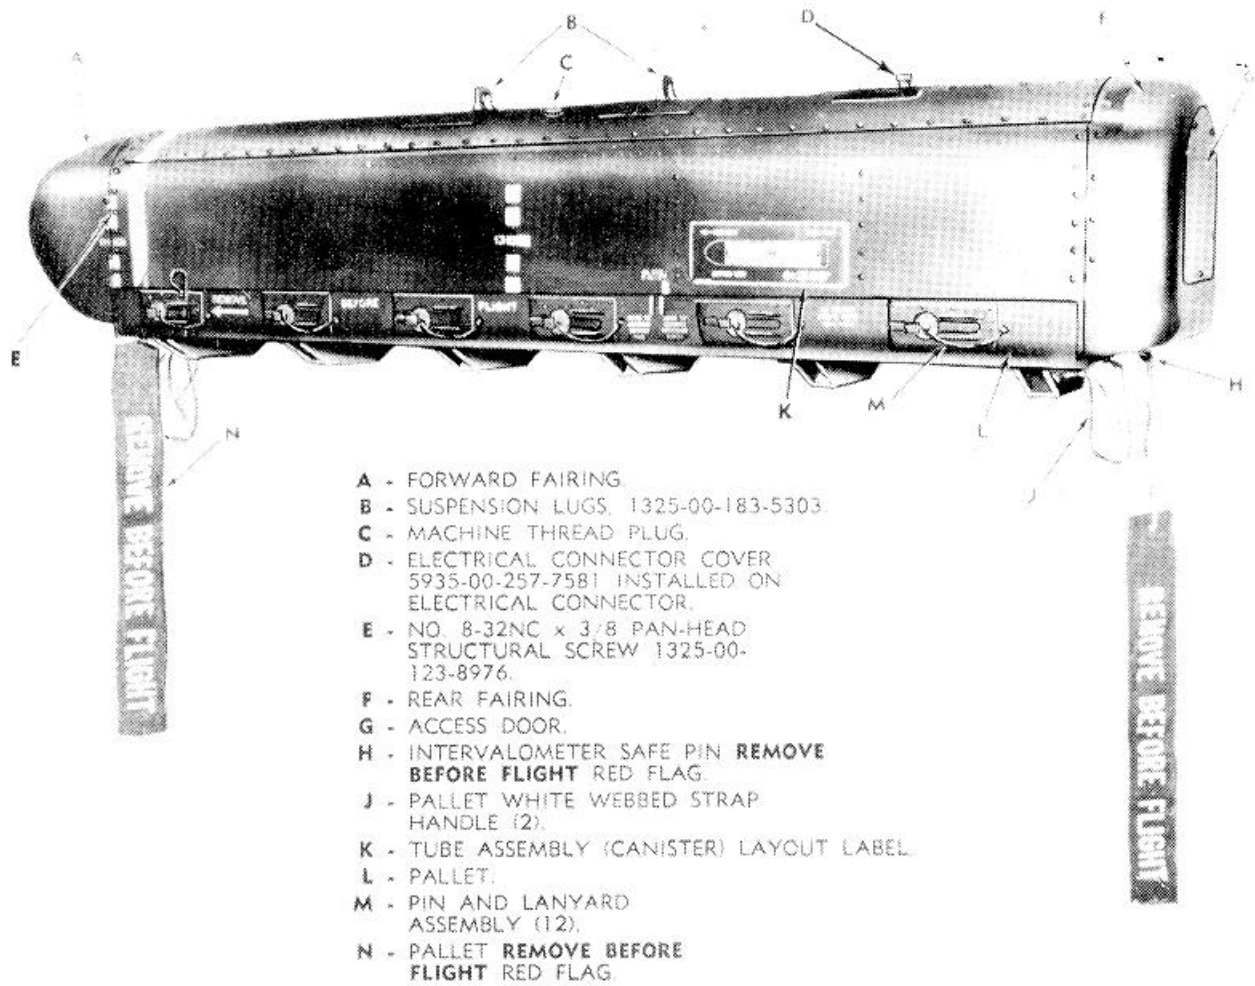 B
D
F
A
C
G
E
K
M
L
H
N
J
REMOVE
BEFORE
FLIGHT
REMOVE BEFORE FLIGHT
REMOVE BEFORE FLIGHT
A - FORWARD FAIRING.
B - SUSPENSION LUGS, 1325-00-183-5303.
C - MACHINE THREAD PLUG.
D - ELECTRICAL CONNECTOR COVER
5935-00-257-7581 INSTALLED ON
ELECTRICAL CONNECTOR.
E - NO. 8-32NC x 3/8 PAN-HEAD
STRUCTURAL SCREW 1325-00-
123-8976.
F - REAR FAIRING.
G - ACCESS DOOR.
H - INTERVALOMETER SAFE PIN REMOVE
BEFORE FLIGHT RED FLAG.
J - PALLET WHITE WEBBED STRAP
HANDLE (2).
K - TUBE ASSEMBLY (CANISTER) LAYOUT LABEL.
L - PALLET.
M - PIN AND LANYARD
ASSEMBLY (12).
N - PALLET REMOVE BEFORE
FLIGHT RED FLAG.